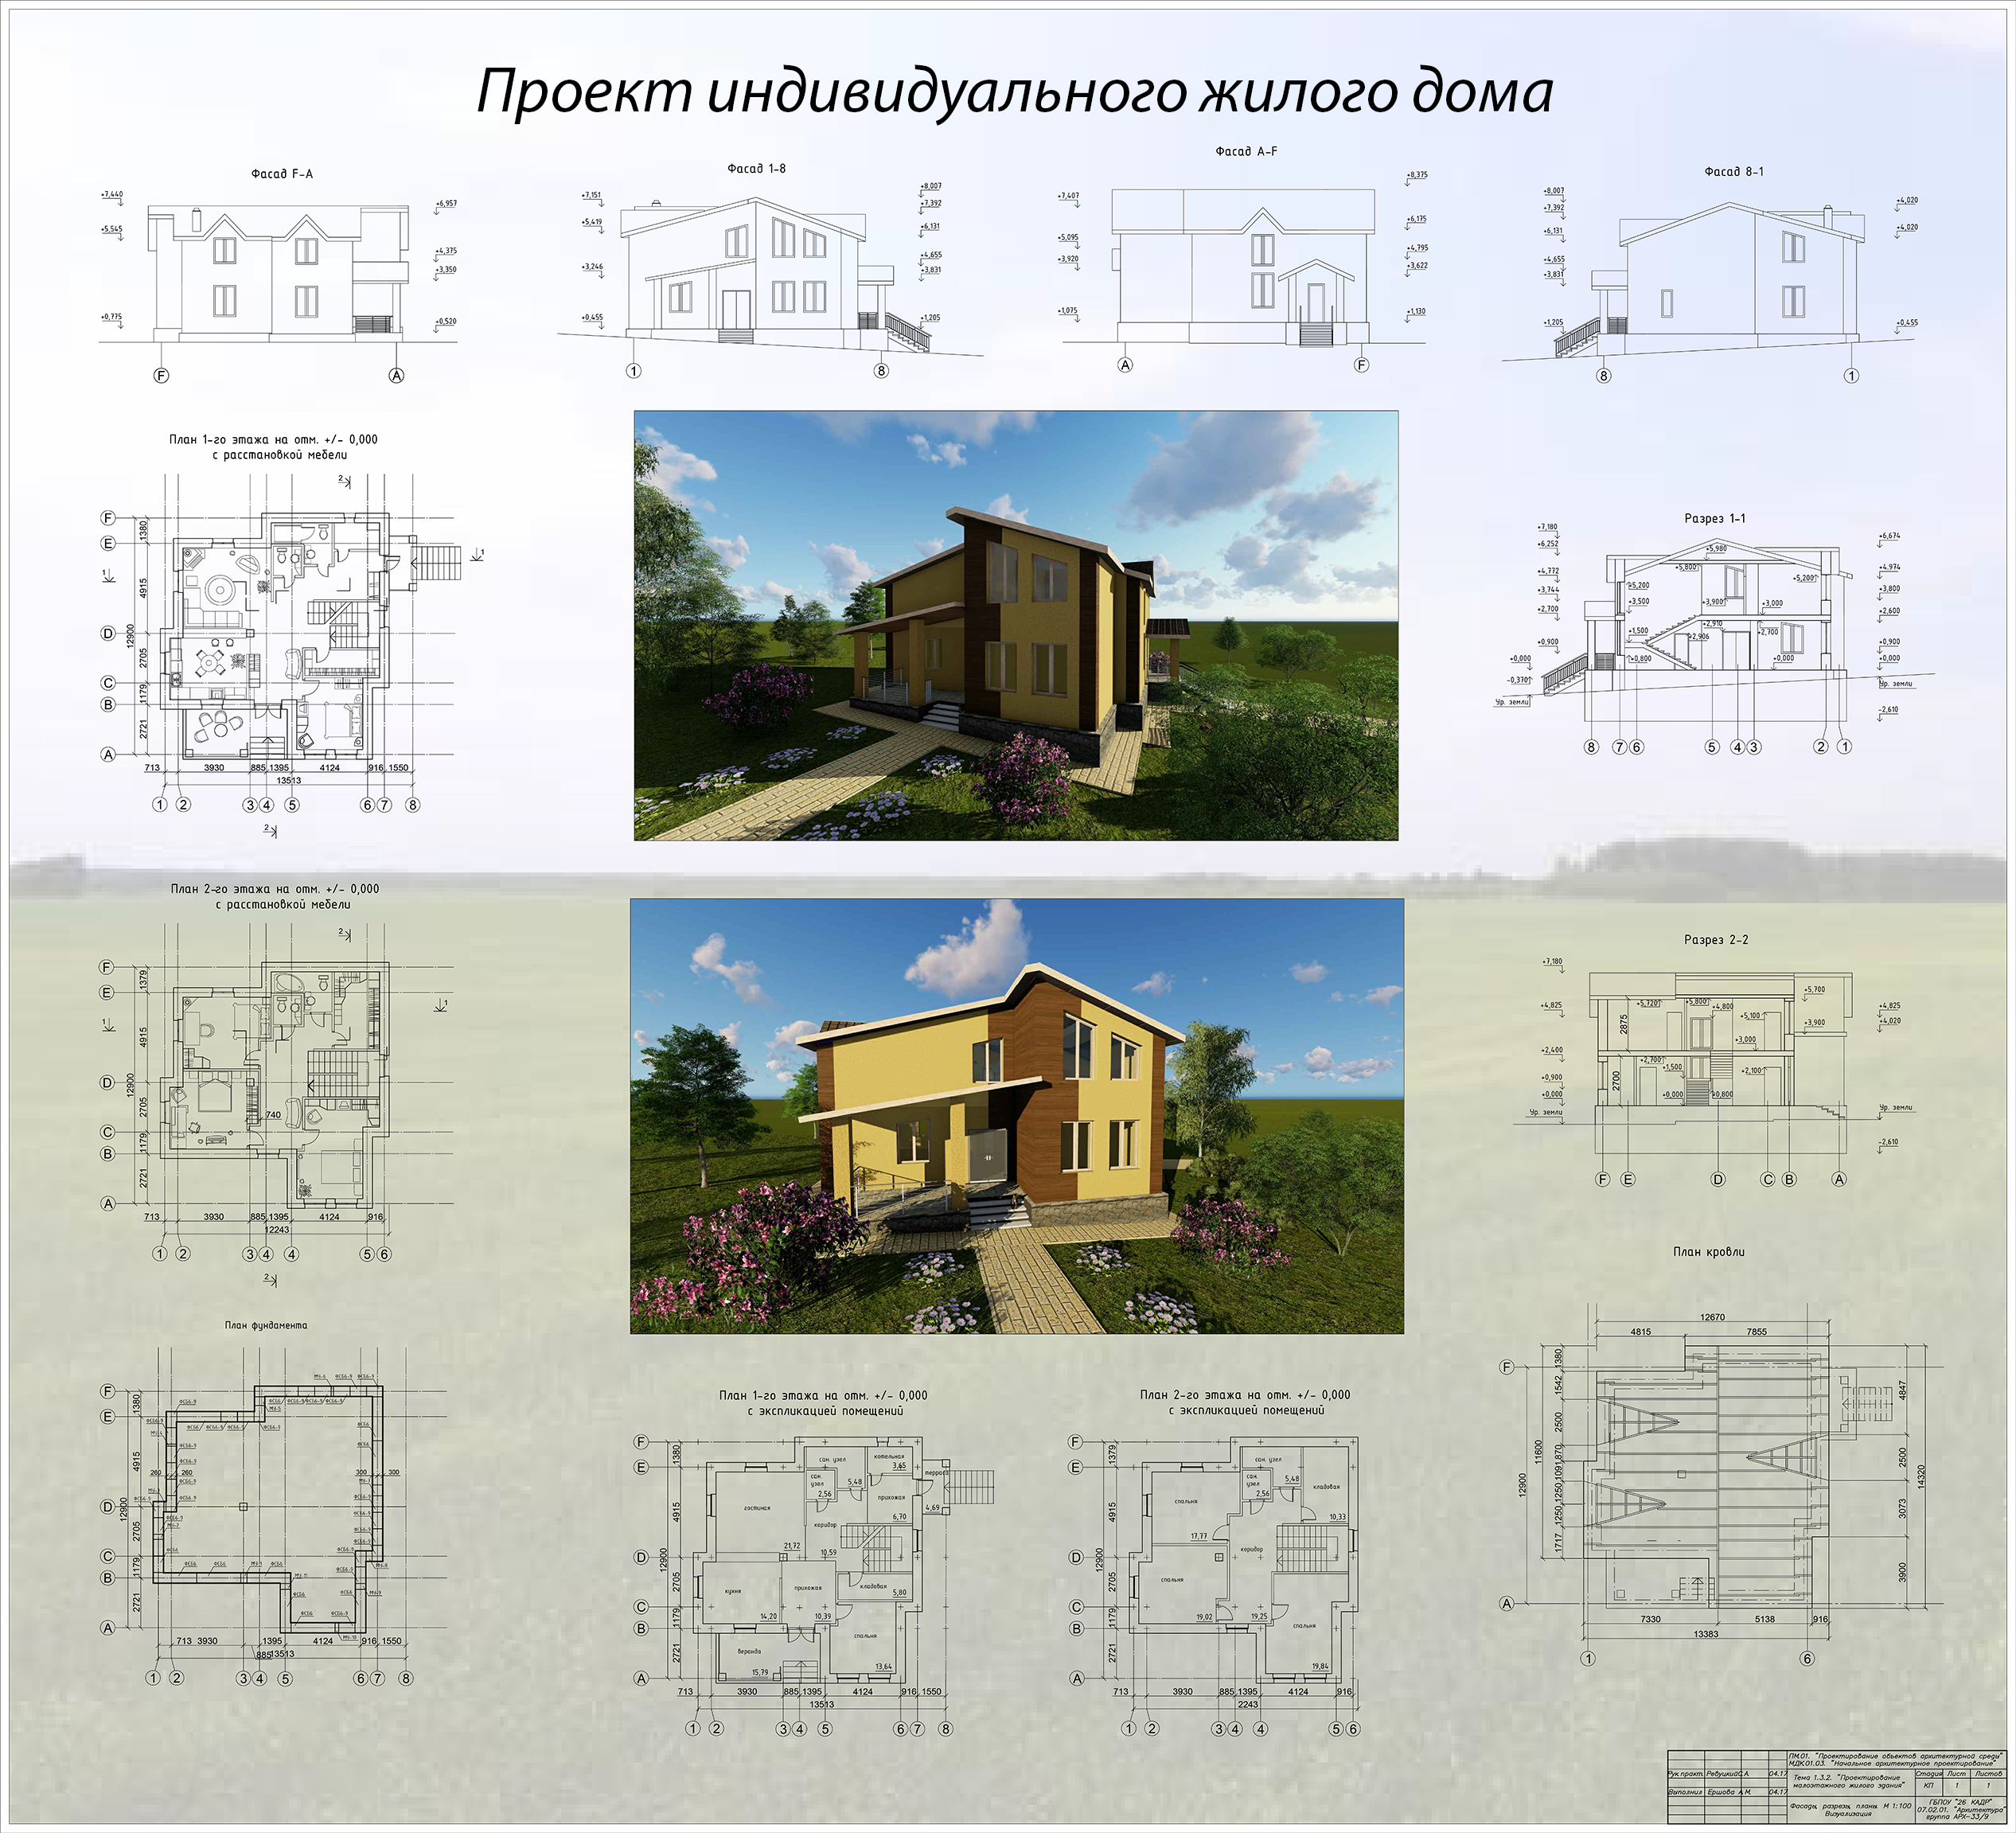 Проект индивидуального жилого дома
Фасад F-A
+7,440
+5,545
+0,775
+6,957
+4,375
+3,350
+0,520
F
A
Фасад 1-8
+7,151
+5,419
+3,246
+0,455
+8,007
+7,392
+6,131
+4,655
+3,831
+1,205
1
8
Фасад A-F
+7,407
+5,095
+3,920
+1,075
+8,375
+6,175
+4,795
+3,622
+1,130
A
F
Фасад 8-1
+8,007
+7,392
+6,131
+4,655
+3,831
+1,205
+4,020
+4,020
+0,455
8
1
План 1-го этажа на отм. +/- 0,000
с расстановкой мебели
2
1
1
F
E
D
C
B
A
1380
4915
2705
1179
2721
12900
713
3930
885
1395
4124
916
1550
13513
1
2
3
4
5
6
7
8
2
Разрез 1-1
+7,180
+6,252
+4,772
+3,744
+2,700
+0,900
+0,000
-0,370
Ур. земли
+5,980
+5,800
+5,200
+5,200
+3,500
+3,900
+3,000
+2,910
+1,500
+2,906
+2,700
+0,800
+0,000
+6,674
+4,974
+3,800
+2,600
+0,900
+0,000
Ур. земли
-2,610
8
7
6
5
4
3
2
1
План 2-го этажа на отм. +/- 0,000
с расстановкой мебели
2
1
1
F
E
D
C
B
A
1379
4915
2705
1179
2721
12900
740
713
3930
885
1395
4124
916
12243
1
2
3
4
4
5
6
2
Разрез 2-2
+7,180
+4,825
+2,400
+0,900
+0,000
Ур. земли
+5,720
+5,800
+4,800
+5,100
+5,700
+3,900
+3,000
2875
2700
+2,700
+1,500
+2,100
+0,000
+0,800
+4,825
+4,020
Ур. земли
-2,610
F
E
D
C
B
A
План фундамента
F
E
D
C
B
A
1380
4915
2705
1179
2721
12900
260
260
300
300
713
3930
885
1395
4124
916
1550
13513
1
2
3
4
5
6
7
8
План 1-го этажа на отм. +/- 0,000
с экспликацией помещений
F
E
D
C
B
A
1380
4915
2705
1179
2721
12900
сан. узел
котельная
3,65
сан.
узел
2,56
5,48
терраса
4,69
гостиная
прихожая
6,70
коридор
21,72
10,59
кухня
14,20
прихожая
10,39
кладовая
5,80
спальня
13,64
веранда
15,79
713
3930
885
1395
4124
916
1550
13513
1
2
3
4
5
6
7
8
План 2-го этажа на отм. +/- 0,000
с экспликацией помещений
F
E
D
C
B
A
1379
4915
2705
1179
2721
12900
сан. узел
сан.
узел
2,56
5,48
кладовая
10,33
спальня
17,77
коридор
спальня
19,02
19,25
спальня
19,84
713
3930
885
1395
4124
916
2243
1
2
3
4
4
5
6
План кровли
12670
4815
7855
F
A
1380
1542
2500
870
1091
1250
1250
1717
11600
12900
4847
2500
3073
3900
14320
7330
5138
916
13383
1
6
ПМ.01. "Проектирование объектов архитектурной среды"
МДК.01.03. "Начальное архитектурное проектирование"
Рук.практ. Ребуцкая С.А. 04.17
Тема 1.3.2. "Проектирование
малоэтажного жилого здания"
Стадия Лист Листов
КП 1 1
Выполнил Ершова А.М. 04.17
Фасады, разрезы, планы М 1:100
Визуализация
ГБПОУ "26 КАДР"
07.02.01. "Архитектура"
группа АРХ-33/9